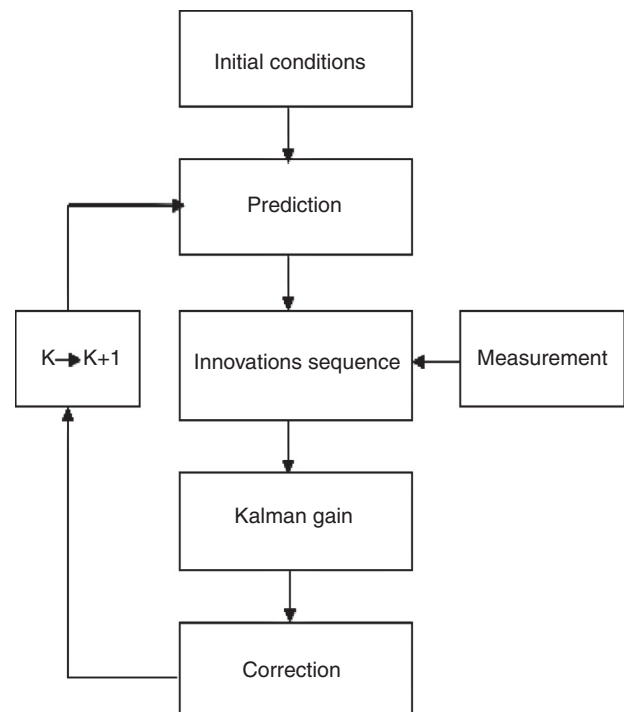 Initial conditions
Prediction
K→K+1
Innovations sequence
Measurement
Kalman gain
Correction